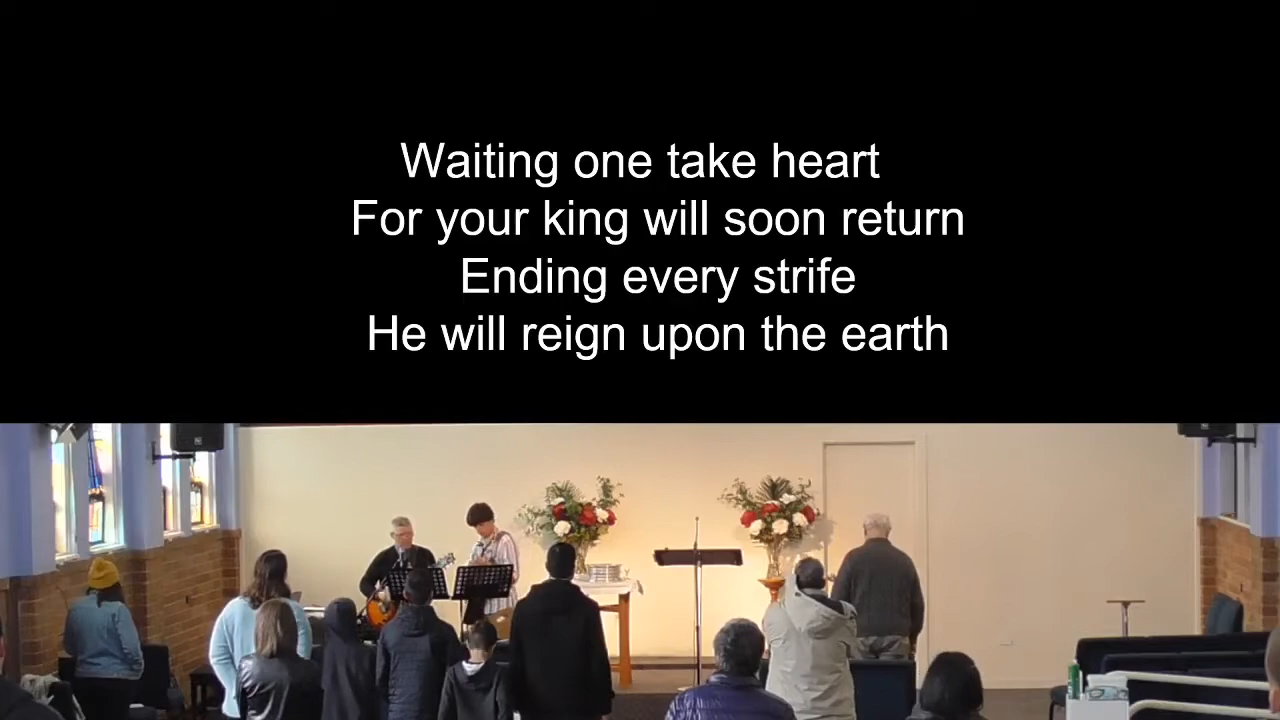 Waiting one take heart
For your king will soon return
Ending every strife
He will reign upon the earth